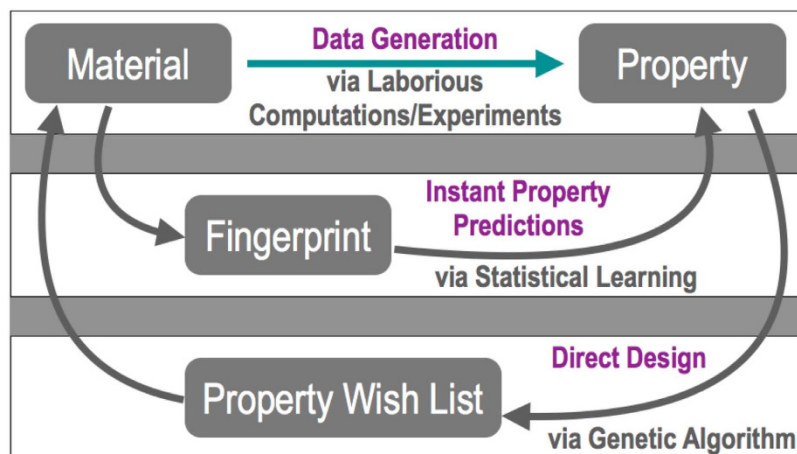 Material
Data Generation
via Laborious
Computations/Experiments
Property
Fingerprint
Instant Property
Predictions
via Statistical Learning
Property Wish List
Direct Design
via Genetic Algorithm